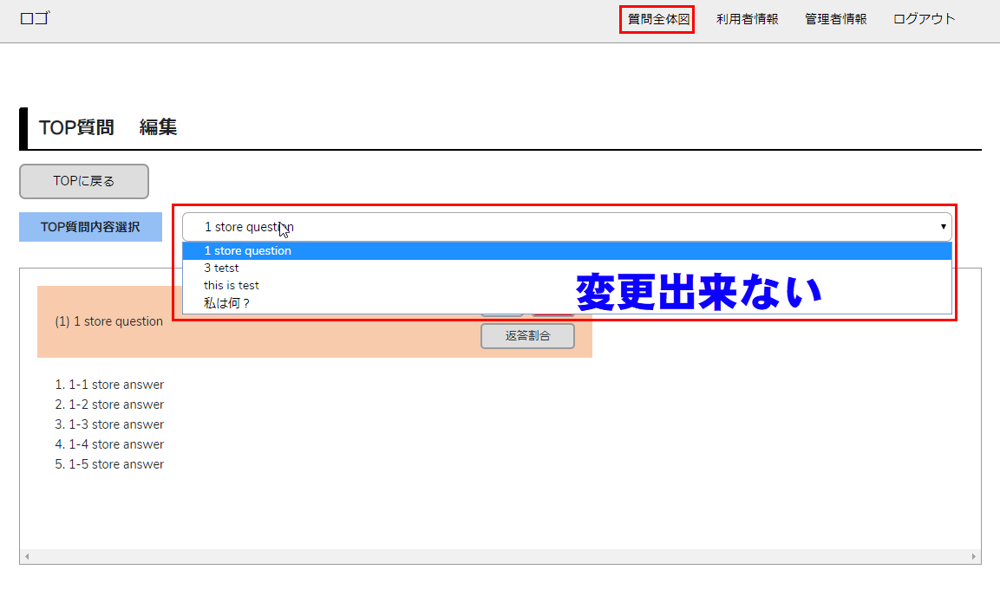 ロゴ
質問全体図 利用者情報 管理者情報 ログアウト
TOP質問 編集
TOPに戻る
TOP質問内容選択
1 store question
1 store question
3 tetst
this is test
私は何？
変更出来ない
(1) 1 store question
返答割合
1. 1-1 store answer
2. 1-2 store answer
3. 1-3 store answer
4. 1-4 store answer
5. 1-5 store answer